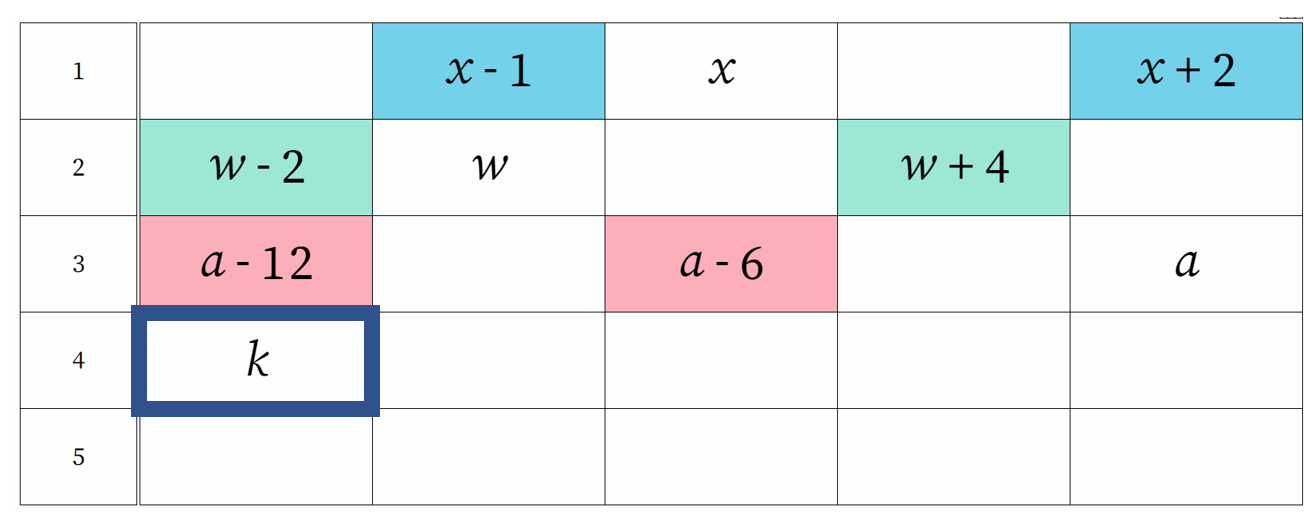 1 x - 1 x x + 2
2 w - 2 w w + 4
3 a - 12 a - 6 a
4 k
5